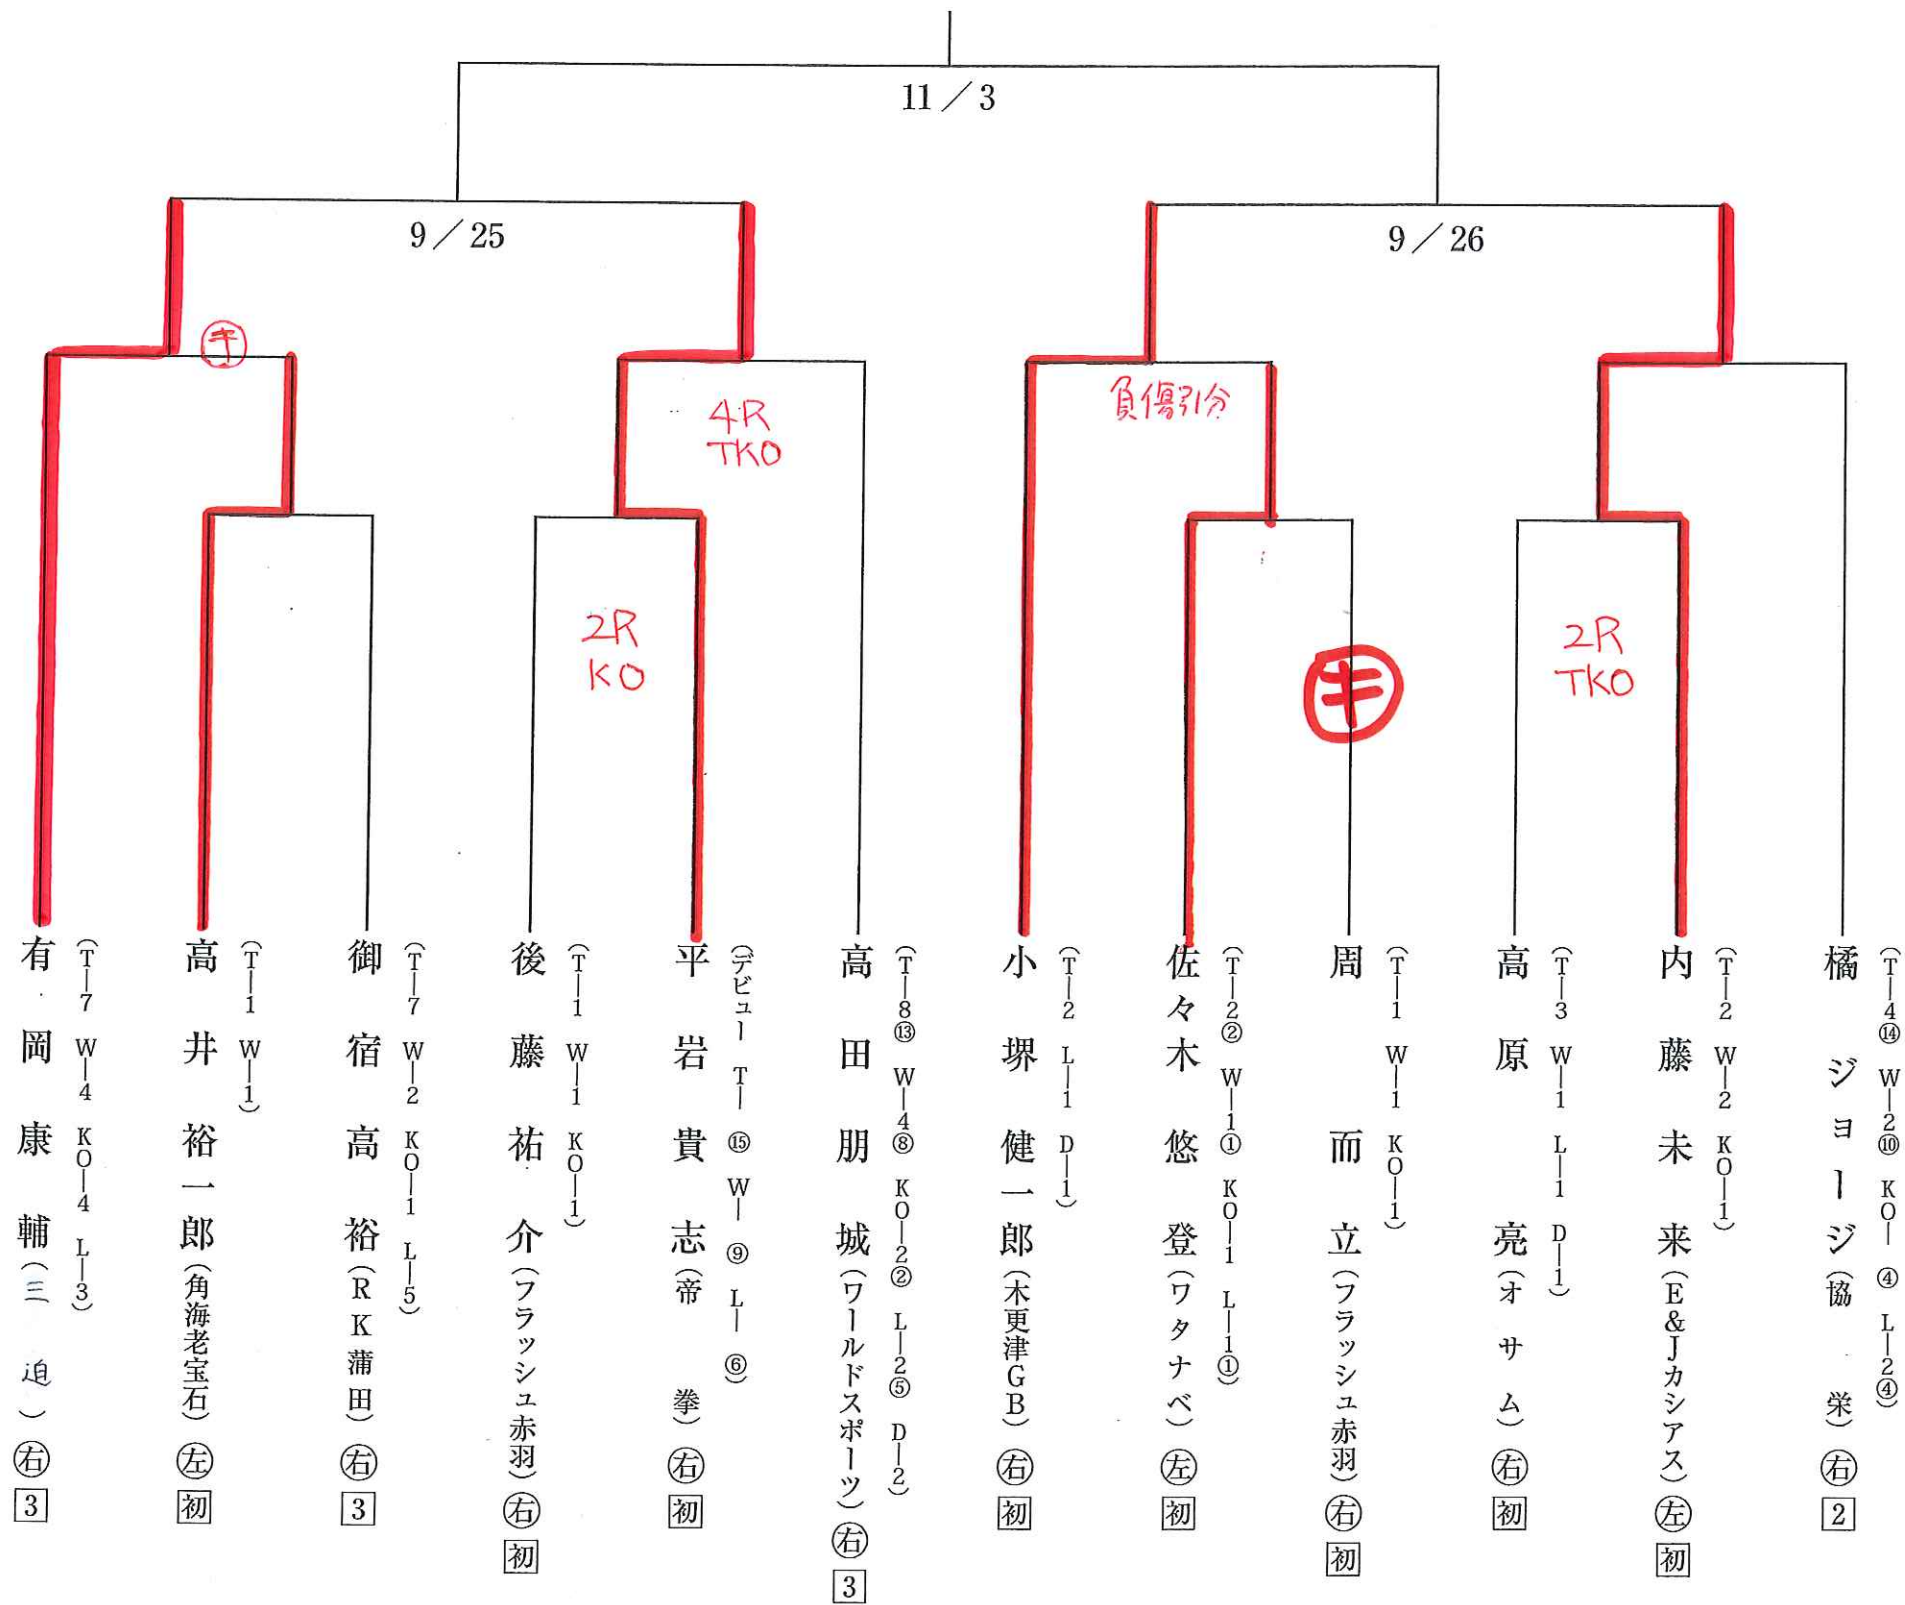 11／3
9／25
9／26
㋖
4R
TKO
負傷引分
2R
KO
㋖
2R
TKO
有岡康輔（三迫）㊨ 3
（T―7 W―4 KO―4 L―3）
高井裕一郎（角海老宝石）㊧ 初
（T―1 W―1）
御宿高裕（RK蒲田）㊨ 3
（T―7 W―2 KO―1 L―5）
後藤祐介（フラッシュ赤羽）㊨ 初
（T―1 W―1 KO―1）
平岩貴志（帝拳）㊨ 初
（デビュー T―⑮ W―⑨ L―⑥）
高田朋城（ワールドスポーツ）㊨ 3
（T―8⑬ W―4⑧ KO―2② L―2⑤ D―2）
小堺健一郎（木更津GB）㊨ 初
（T―2 L―1 D―1）
佐々木悠登（ワタナベ）㊧ 初
（T―2② W―1① KO―1 L―1①）
周而立（フラッシュ赤羽）㊨ 初
（T―1 W―1 KO―1）
高原亮（オサム）㊨ 初
（T―3 W―1 L―1 D―1）
内藤未来（E&Jカシアス）㊧ 初
（T―2 W―2 KO―1）
橘ジョージ（協栄）㊨ 2
（T―4⑭ W―2⑩ KO―④ L―2④）